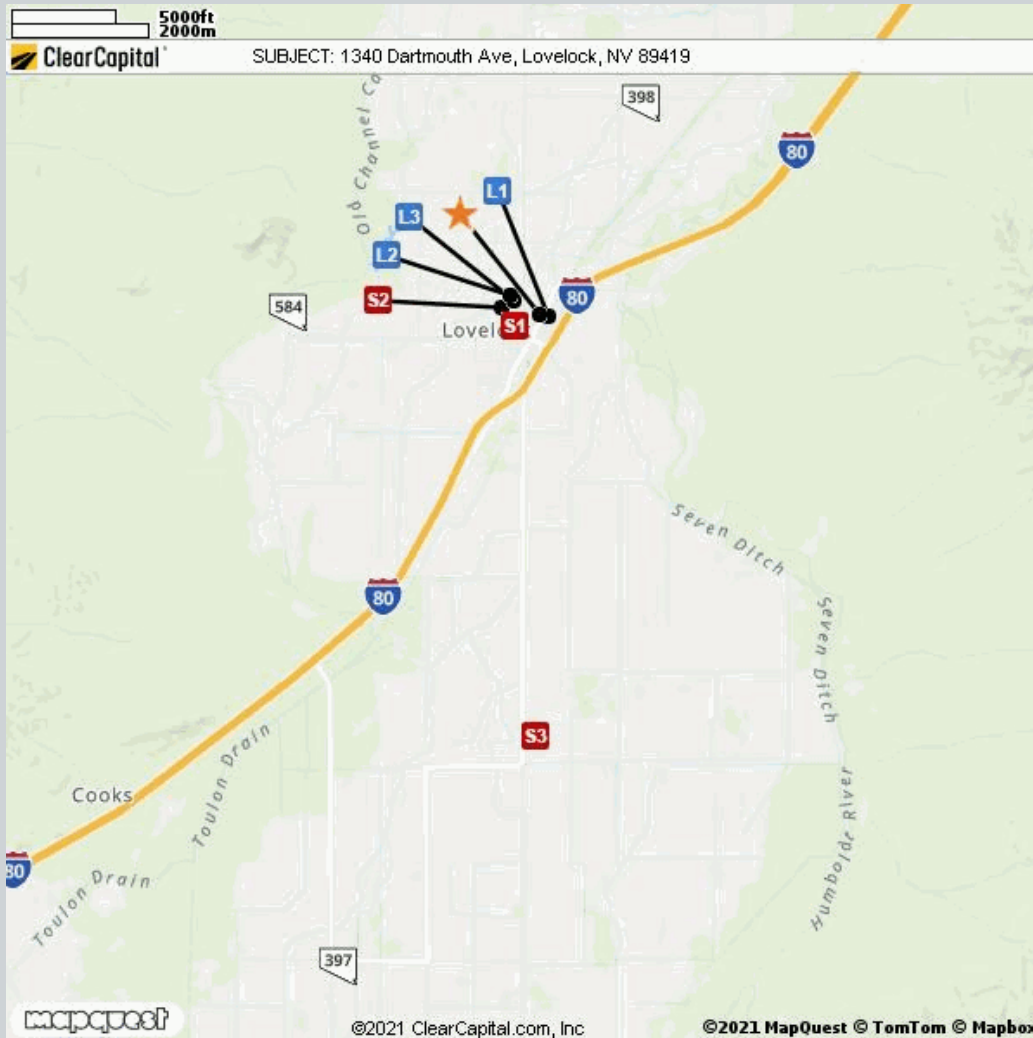 5000ft
2000m
ClearCapital
SUBJECT: 1340 Dartmouth Ave, Lovelock, NV 89419
Old Channel Ca
398
80
L1
L3
L2
S2
584
80
S1
Lovel
Seven Ditch
80
Seven Ditch
S3
Toulon Drain
Cooks
Humboldt River
80
Toulon Drain
397
mapquest
©2021 ClearCapital.com, Inc
©2021 MapQuest © TomTom © Mapbox